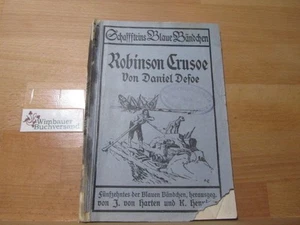 Schaffsteins Blaue Bändchen
Robinson Crusoe
Von Daniel Defoe
Fünfzehntes der Blauen Bändchen, herausgeg.
von J. von Harten und K. Henniger
Wimbauer
Buchversand